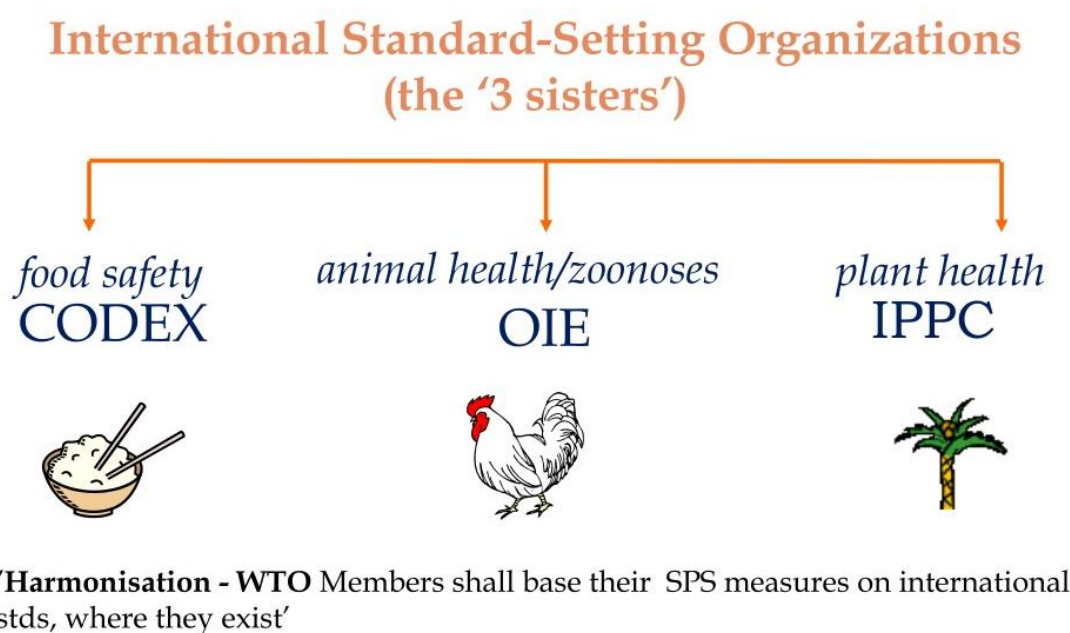 International Standard-Setting Organizations
(the ‘3 sisters’)
food safety
CODEX
animal health/zoonoses
OIE
plant health
IPPC
‘Harmonisation - WTO Members shall base their SPS measures on international
stds, where they exist’